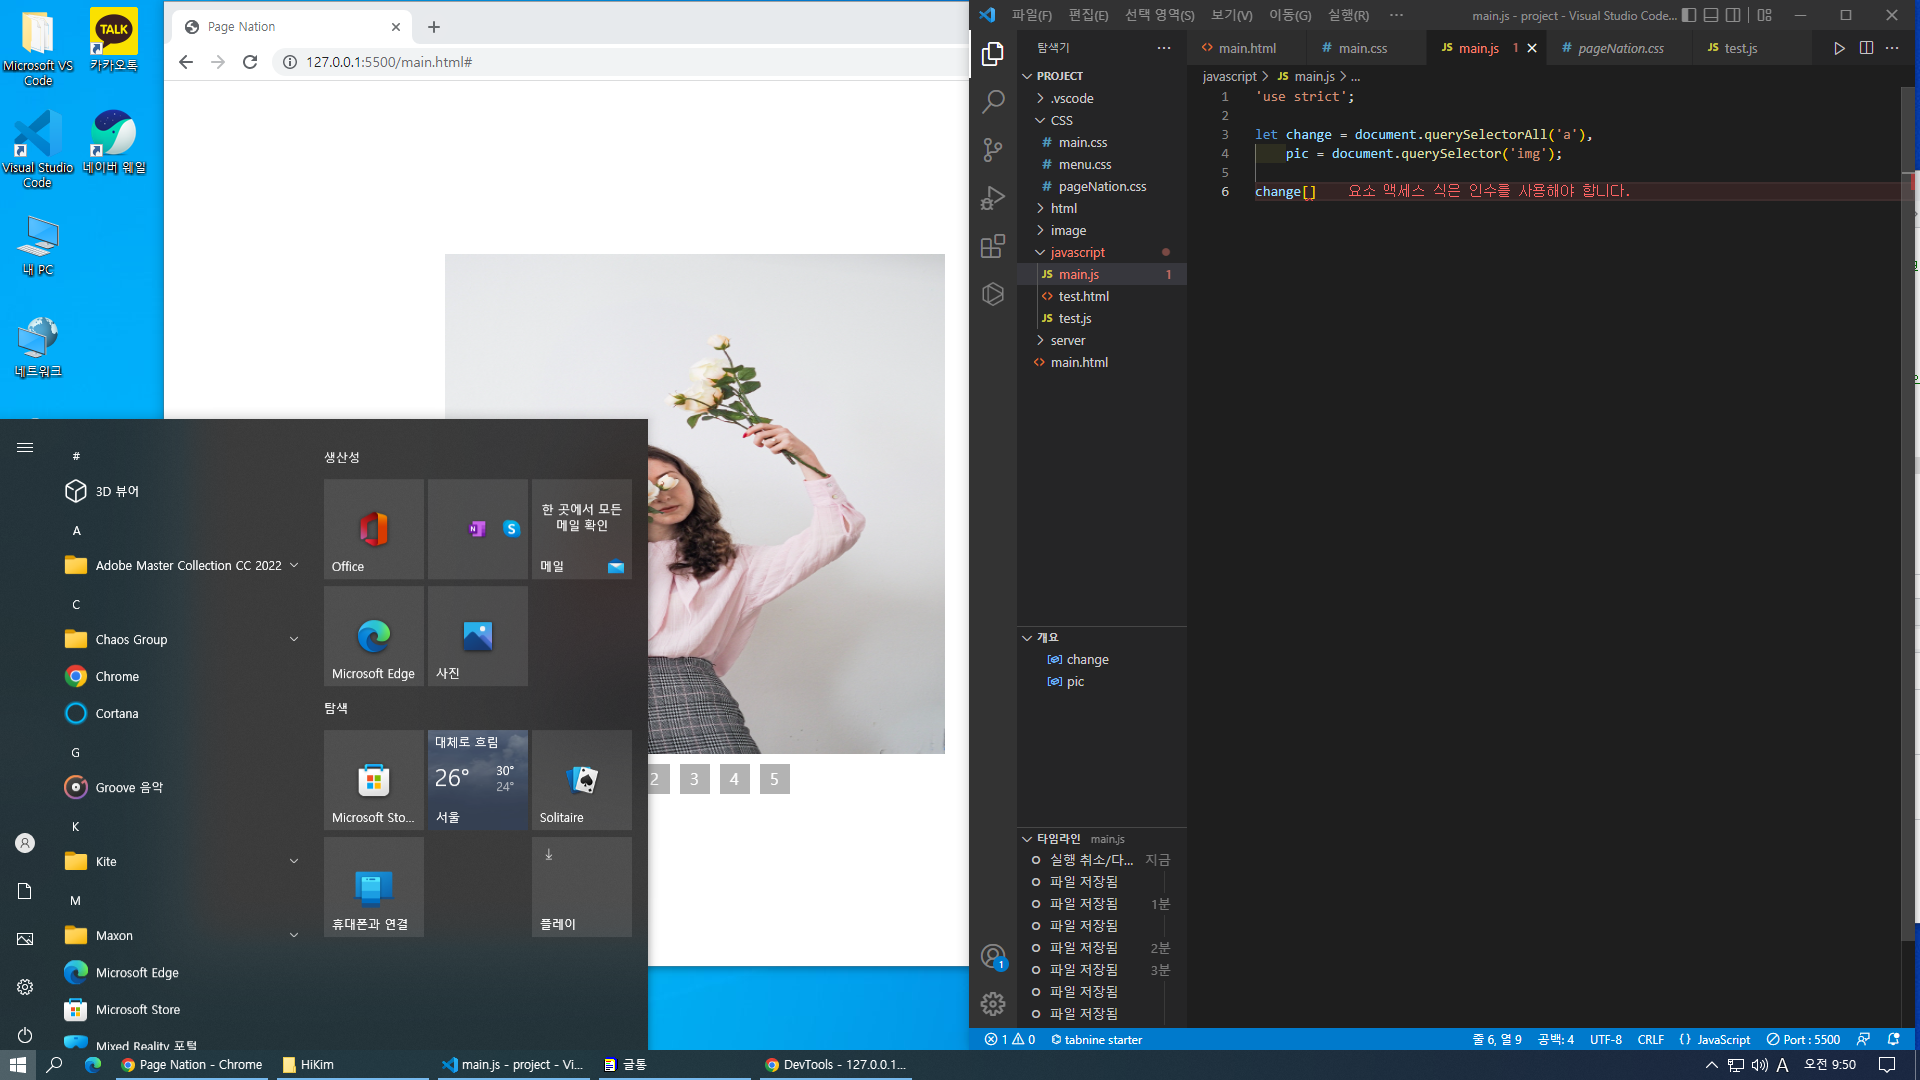 Microsoft VS Code
카카오톡
Visual Studio Code
네이버 웨일
내 PC
네트워크
TALK
Page Nation
127.0.0.1:5500/main.html#
2 3 4 5
파일(F) 편집(E) 선택 영역(S) 보기(V) 이동(G) 실행(R) ···
main.js - project - Visual Studio Code...
탐색기
main.html
main.css
main.js 1
pageNation.css
test.js
PROJECT
.vscode
CSS
main.css
menu.css
pageNation.css
html
image
javascript
main.js 1
test.html
test.js
server
main.html
javascript > JS main.js > ...
1 'use strict';
2
3 let change = document.querySelectorAll('a'),
4 pic = document.querySelector('img');
5
6 change[] 요소 액세스 식은 인수를 사용해야 합니다.
개요
change
pic
타임라인 main.js
실행 취소/다... 지금
파일 저장됨
파일 저장됨 1분
파일 저장됨
파일 저장됨 2분
파일 저장됨 3분
파일 저장됨
파일 저장됨
1 0 tabnine starter
줄 6, 열 9 공백: 4 UTF-8 CRLF {} JavaScript Port : 5500
#
3D 뷰어
A
Adobe Master Collection CC 2022
C
Chaos Group
Chrome
Cortana
G
Groove 음악
K
Kite
M
Maxon
Microsoft Edge
Microsoft Store
Mixed Reality 포털
생산성
Office
한 곳에서 모든 메일 확인
메일
Microsoft Edge
사진
탐색
Microsoft Sto...
대체로 흐림
26° 30° 24°
서울
Solitaire
휴대폰과 연결
플레이
Page Nation - Chrome
HiKim
main.js - project - Vi...
글통
DevTools - 127.0.0.1...
A
오전 9:50